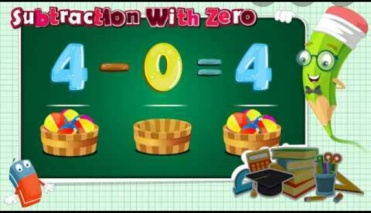 Subtraction With Zero
4 - 0 = 4